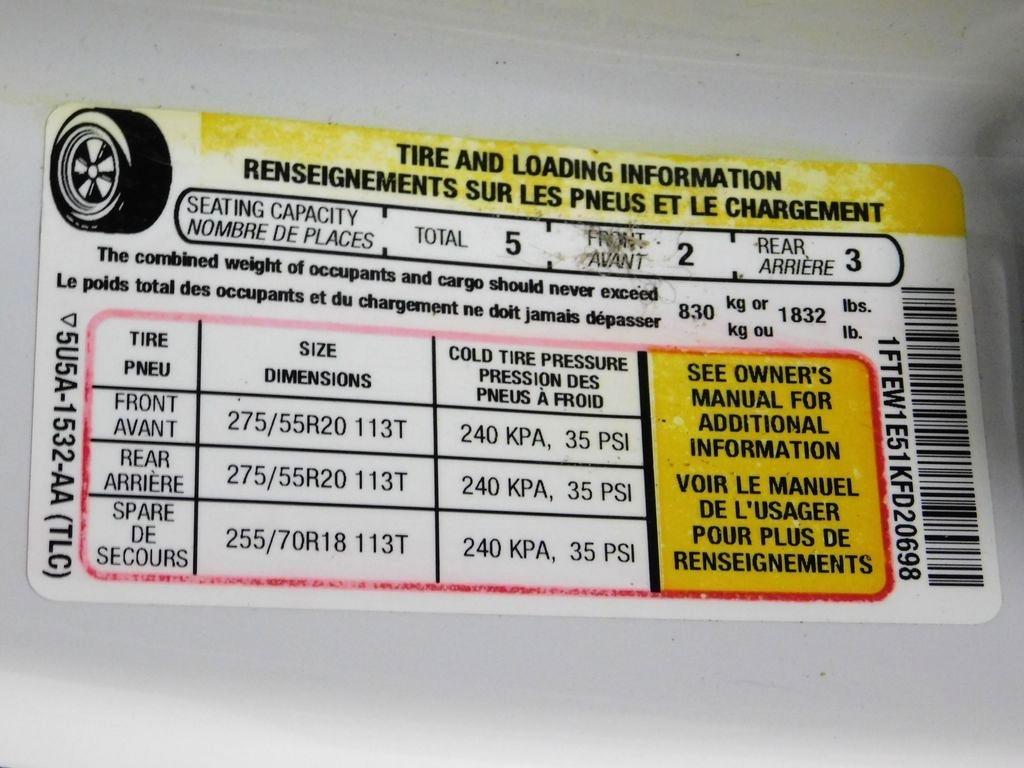 TIRE AND LOADING INFORMATION
RENSEIGNEMENTS SUR LES PNEUS ET LE CHARGEMENT
SEATING CAPACITY
NOMBRE DE PLACES
TOTAL 5
FRONT
AVANT 2
REAR
ARRIÈRE 3
The combined weight of occupants and cargo should never exceed
Le poids total des occupants et du chargement ne doit jamais dépasser
830 kg or 1832 lbs.
kg ou lb.
TIRE
PNEU
SIZE
DIMENSIONS
COLD TIRE PRESSURE
PRESSION DES
PNEUS À FROID
FRONT
AVANT
275/55R20 113T
240 KPA, 35 PSI
REAR
ARRIÈRE
275/55R20 113T
240 KPA, 35 PSI
SPARE
DE
SECOURS
255/70R18 113T
240 KPA, 35 PSI
SEE OWNER'S
MANUAL FOR
ADDITIONAL
INFORMATION
VOIR LE MANUEL
DE L'USAGER
POUR PLUS DE
RENSEIGNEMENTS
▽5U5A-1532-AA (TLC)
1FTEW1E51KFD20698